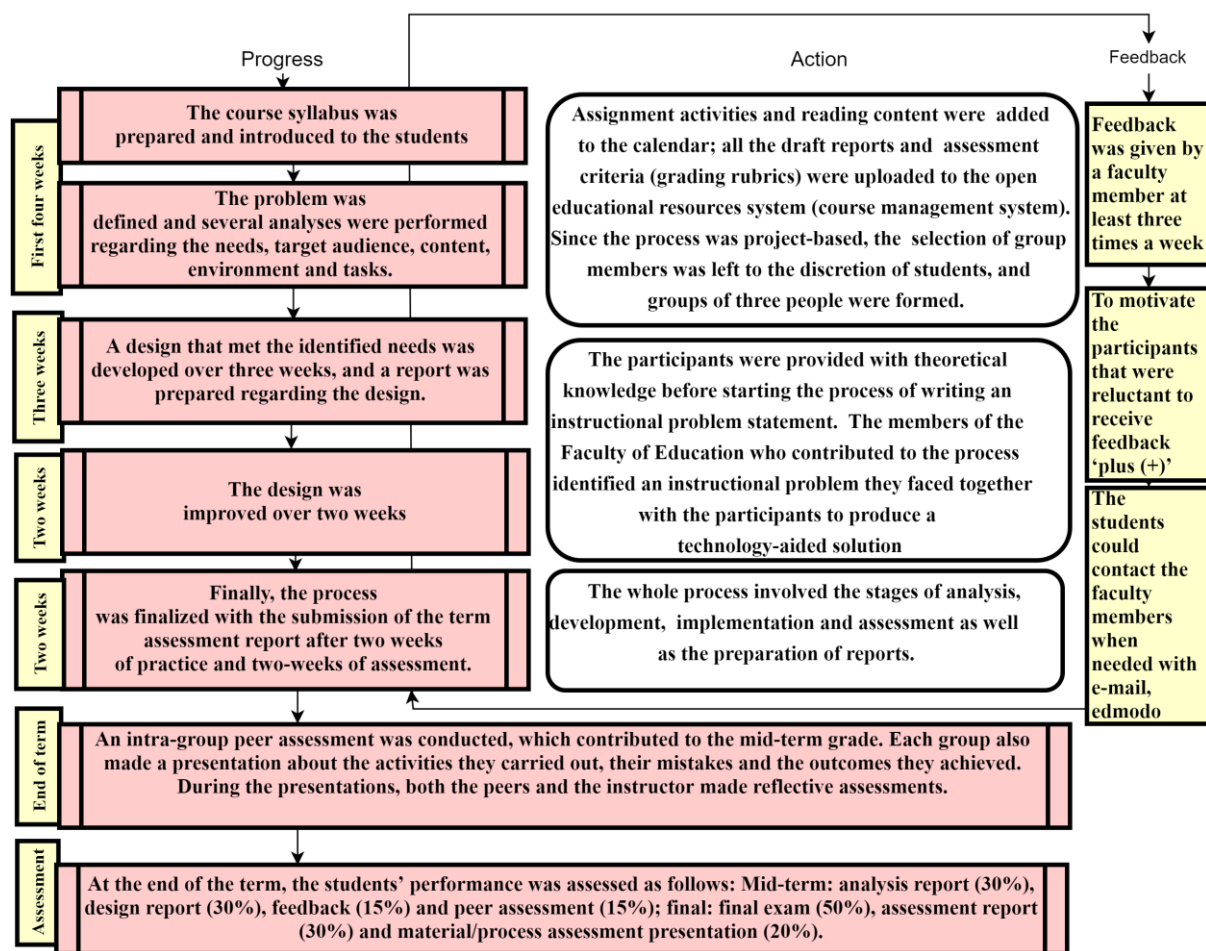 Progress
Action
Feedback
First four weeks
The course syllabus was
prepared and introduced to the students
The problem was
defined and several analyses were performed
regarding the needs, target audience, content,
environment and tasks.
Three weeks
A design that met the identified needs was
developed over three weeks, and a report was
prepared regarding the design.
Two weeks
The design was
improved over two weeks
Two weeks
Finally, the process
was finalized with the submission of the term
assessment report after two weeks
of practice and two-weeks of assessment.
Assignment activities and reading content were added
to the calendar; all the draft reports and assessment
criteria (grading rubrics) were uploaded to the open
educational resources system (course management system).
Since the process was project-based, the selection of group
members was left to the discretion of students, and
groups of three people were formed.
The participants were provided with theoretical
knowledge before starting the process of writing an
instructional problem statement. The members of the
Faculty of Education who contributed to the process
identified an instructional problem they faced together
with the participants to produce a
technology-aided solution
The whole process involved the stages of analysis,
development, implementation and assessment as well
as the preparation of reports.
Feedback
was given by
a faculty
member at
least three
times a week
To motivate
the
participants
that were
reluctant to
receive
feedback
‘plus (+)’
The
students
could
contact the
faculty
members
when
needed with
e-mail,
edmodo
End of term
An intra-group peer assessment was conducted, which contributed to the mid-term grade. Each group also
made a presentation about the activities they carried out, their mistakes and the outcomes they achieved.
During the presentations, both the peers and the instructor made reflective assessments.
Assessment
At the end of the term, the students’ performance was assessed as follows: Mid-term: analysis report (30%),
design report (30%), feedback (15%) and peer assessment (15%); final: final exam (50%), assessment report
(30%) and material/process assessment presentation (20%).